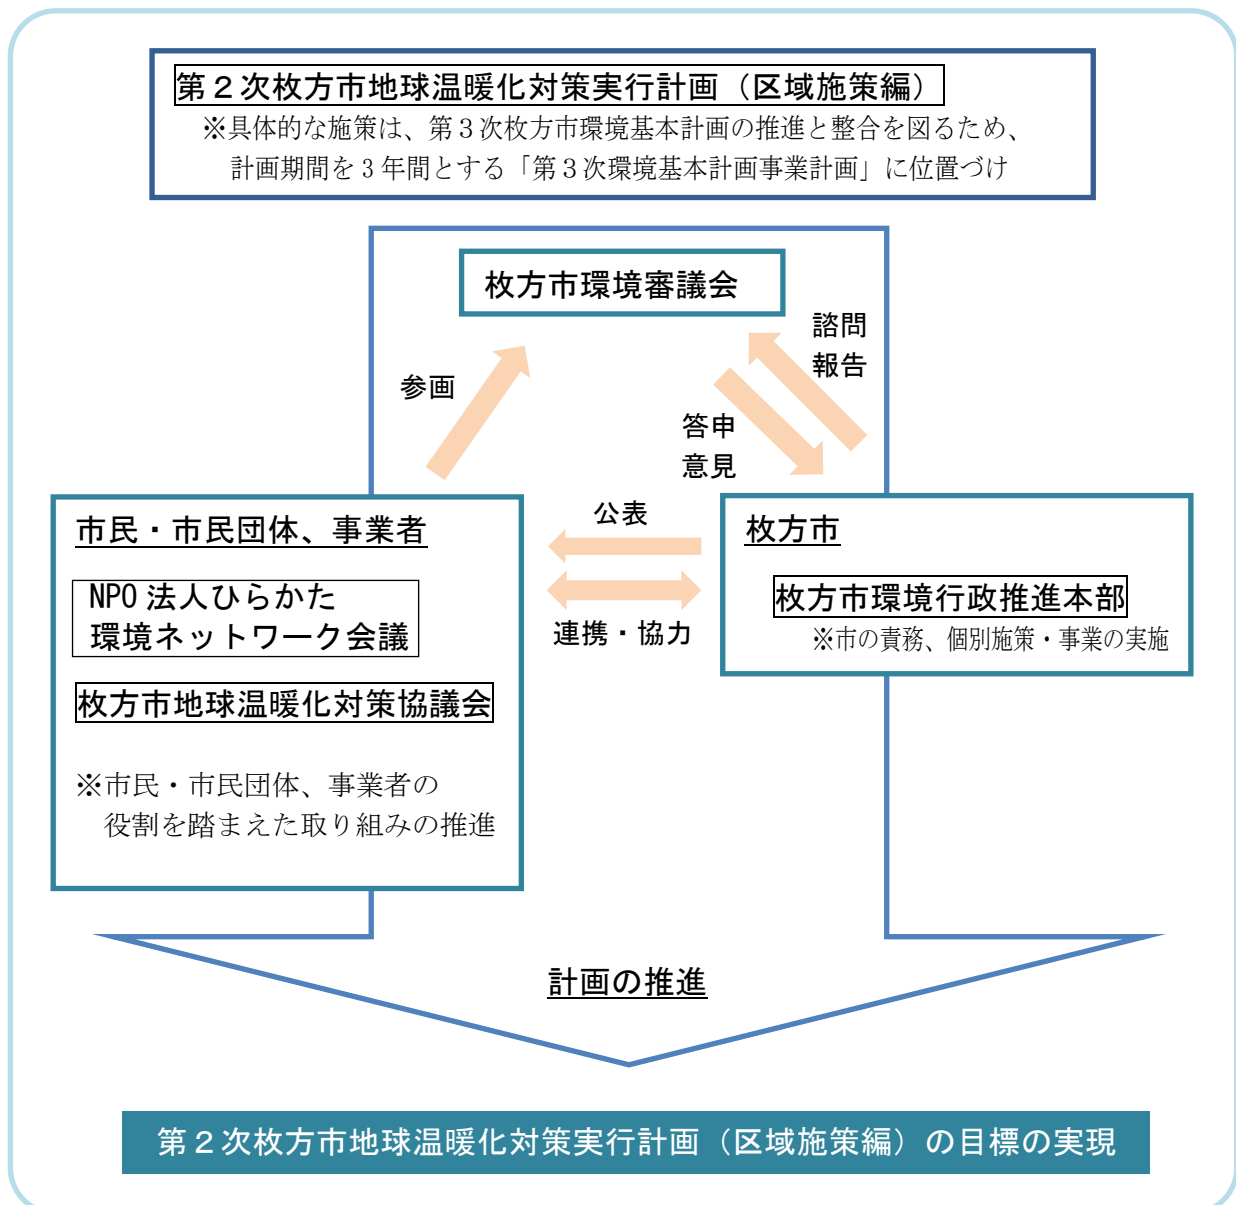 第２次枚方市地球温暖化対策実行計画（区域施策編）
※具体的な施策は、第３次枚方市環境基本計画の推進と整合を図るため、
計画期間を３年間とする「第３次環境基本計画事業計画」に位置づけ
枚方市環境審議会
諮問
報告
参画
答申
意見
市民・市民団体、事業者
NPO法人ひらかた
環境ネットワーク会議
枚方市地球温暖化対策協議会
※市民・市民団体、事業者の
役割を踏まえた取り組みの推進
公表
連携・協力
枚方市
枚方市環境行政推進本部
※市の責務、個別施策・事業の実施
計画の推進
第２次枚方市地球温暖化対策実行計画（区域施策編）の目標の実現